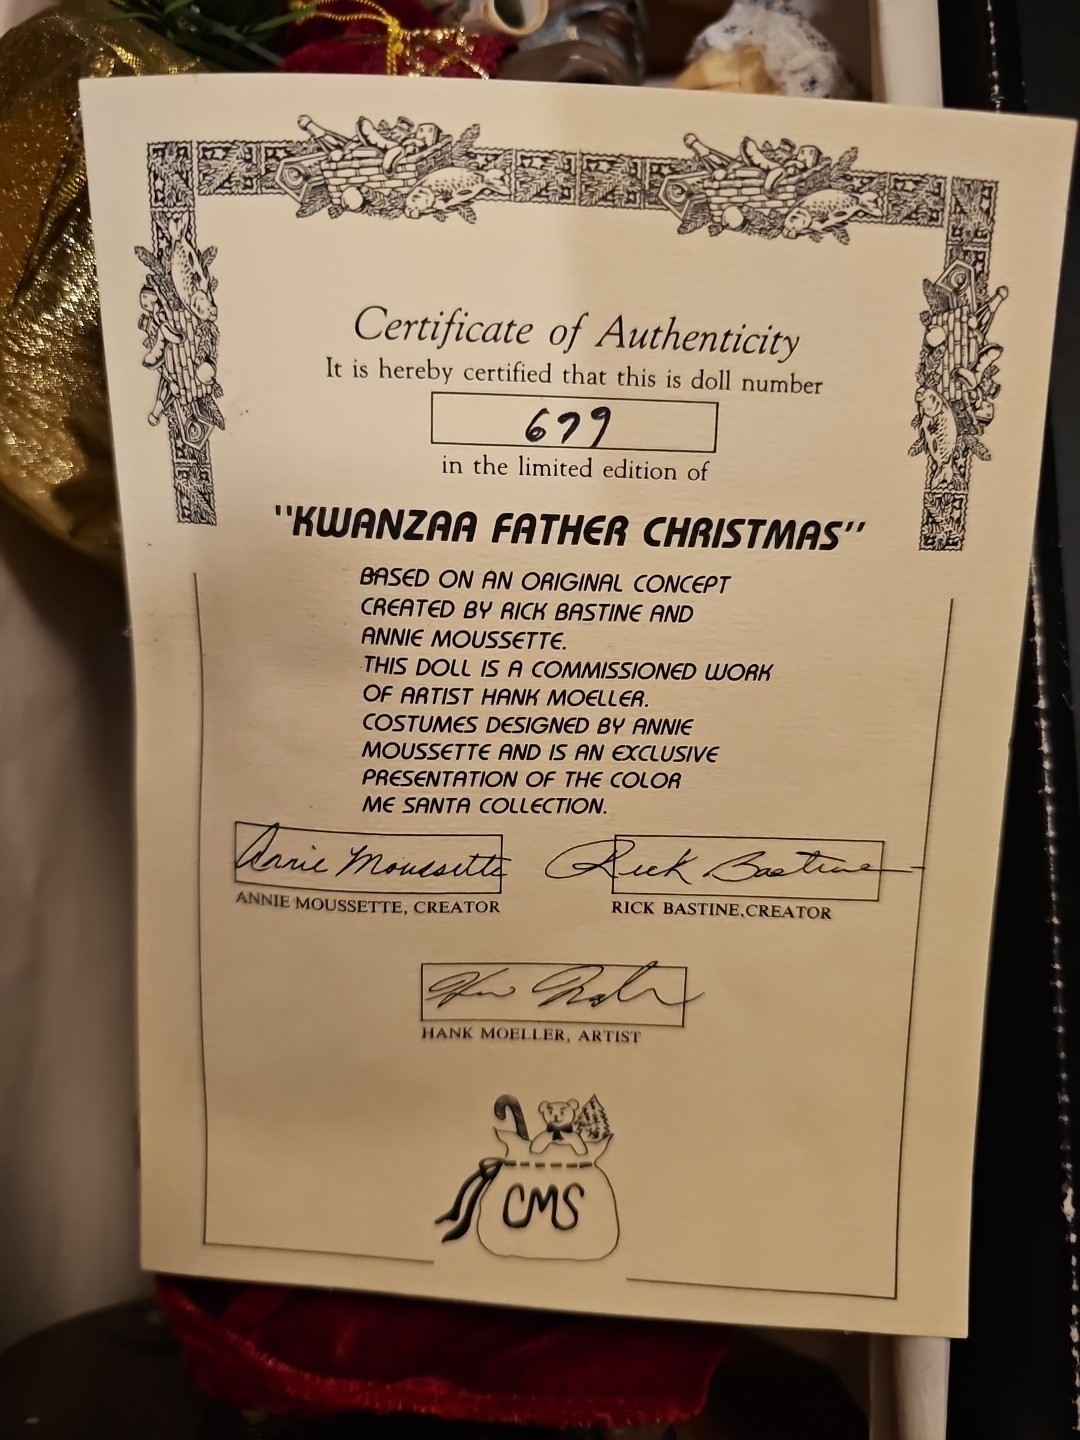 Certificate of Authenticity
It is hereby certified that this is doll number
679
in the limited edition of
"KWANZAA FATHER CHRISTMAS"
BASED ON AN ORIGINAL CONCEPT
CREATED BY RICK BASTINE AND
ANNIE MOUSSETTE.
THIS DOLL IS A COMMISSIONED WORK
OF ARTIST HANK MOELLER.
COSTUMES DESIGNED BY ANNIE
MOUSSETTE AND IS AN EXCLUSIVE
PRESENTATION OF THE COLOR
ME SANTA COLLECTION.
Annie Moussette Rick Bastine
ANNIE MOUSSETTE, CREATOR RICK BASTINE, CREATOR
HANK MOELLER, ARTIST
CMS